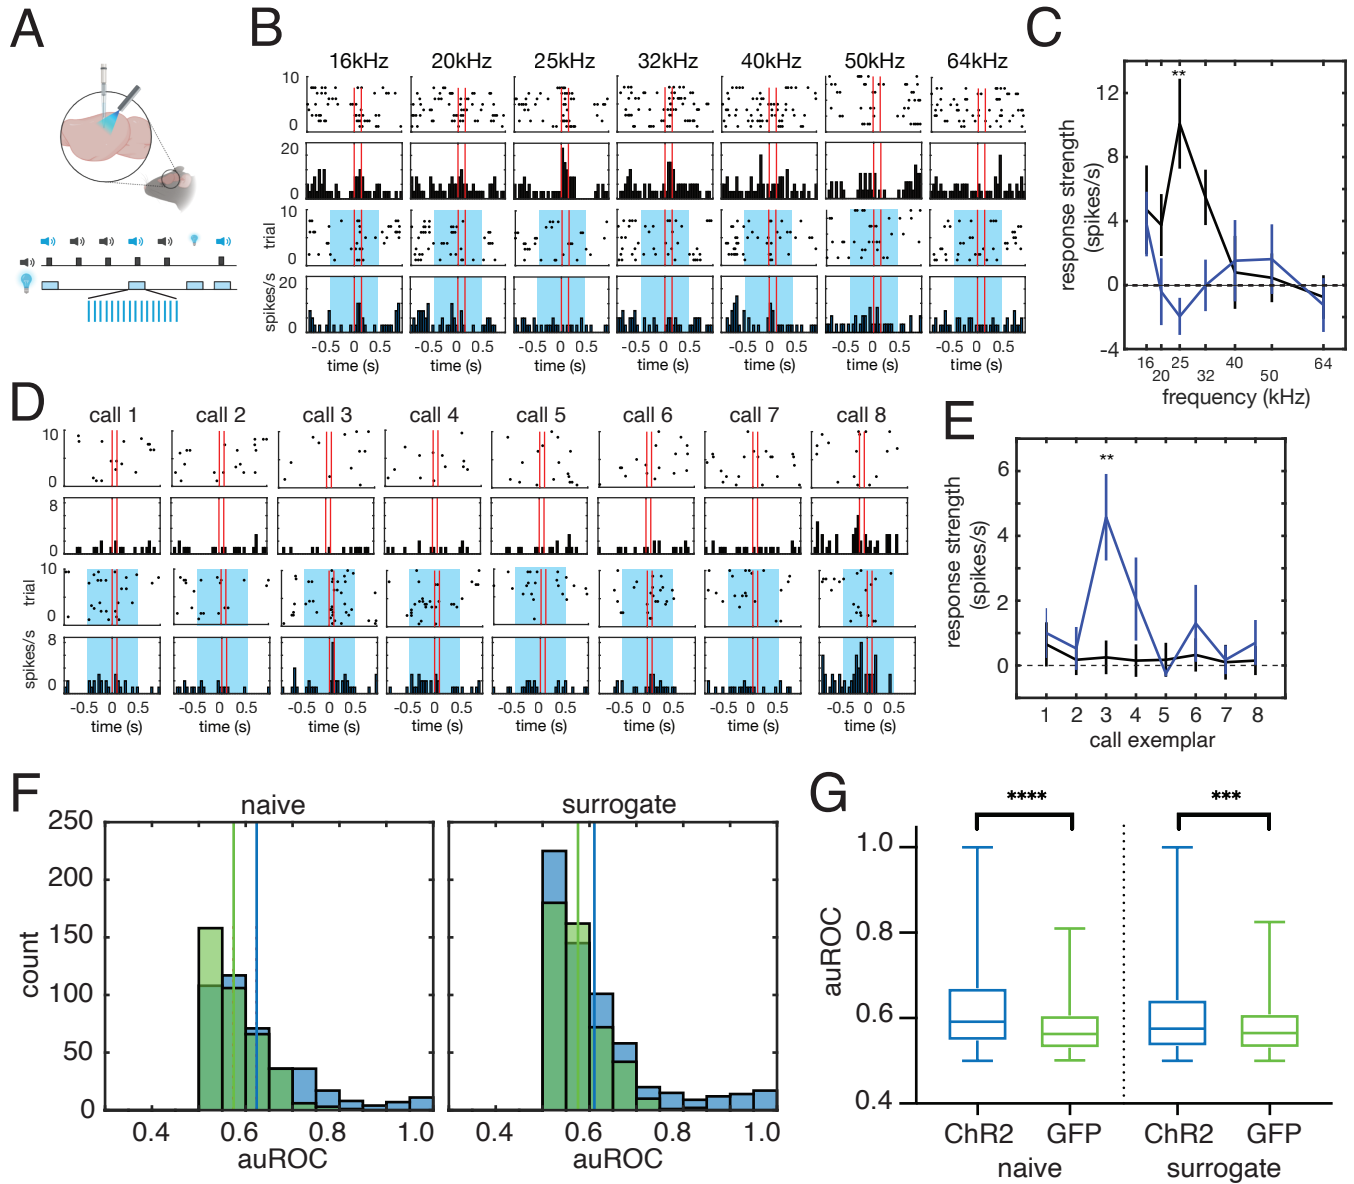 A
B
C
16kHz 20kHz 25kHz 32kHz 40kHz 50kHz 64kHz
10
0
20
0
10
trial
0
20
spikes/s
0
-0.5 0 0.5 -0.5 0 0.5 -0.5 0 0.5 -0.5 0 0.5 -0.5 0 0.5 -0.5 0 0.5 -0.5 0 0.5
time (s) time (s) time (s) time (s) time (s) time (s) time (s)
**
12
8
4
0
-4
response strength
(spikes/s)
16 20 25 32 40 50 64
frequency (kHz)
D
call 1 call 2 call 3 call 4 call 5 call 6 call 7 call 8
10
0
8
0
10
trial
0
8
spikes/s
0
-0.5 0 0.5 -0.5 0 0.5 -0.5 0 0.5 -0.5 0 0.5 -0.5 0 0.5 -0.5 0 0.5 -0.5 0 0.5 -0.5 0 0.5
time (s) time (s) time (s) time (s) time (s) time (s) time (s) time (s)
E
**
6
4
2
0
response strength
(spikes/s)
1 2 3 4 5 6 7 8
call exemplar
F
naive surrogate
250
200
150
100
50
0
count
0.4 0.6 0.8 1.0 0.4 0.6 0.8 1.0
auROC auROC
G
**** ***
1.0
0.8
0.6
0.4
auROC
ChR2 GFP ChR2 GFP
naive surrogate